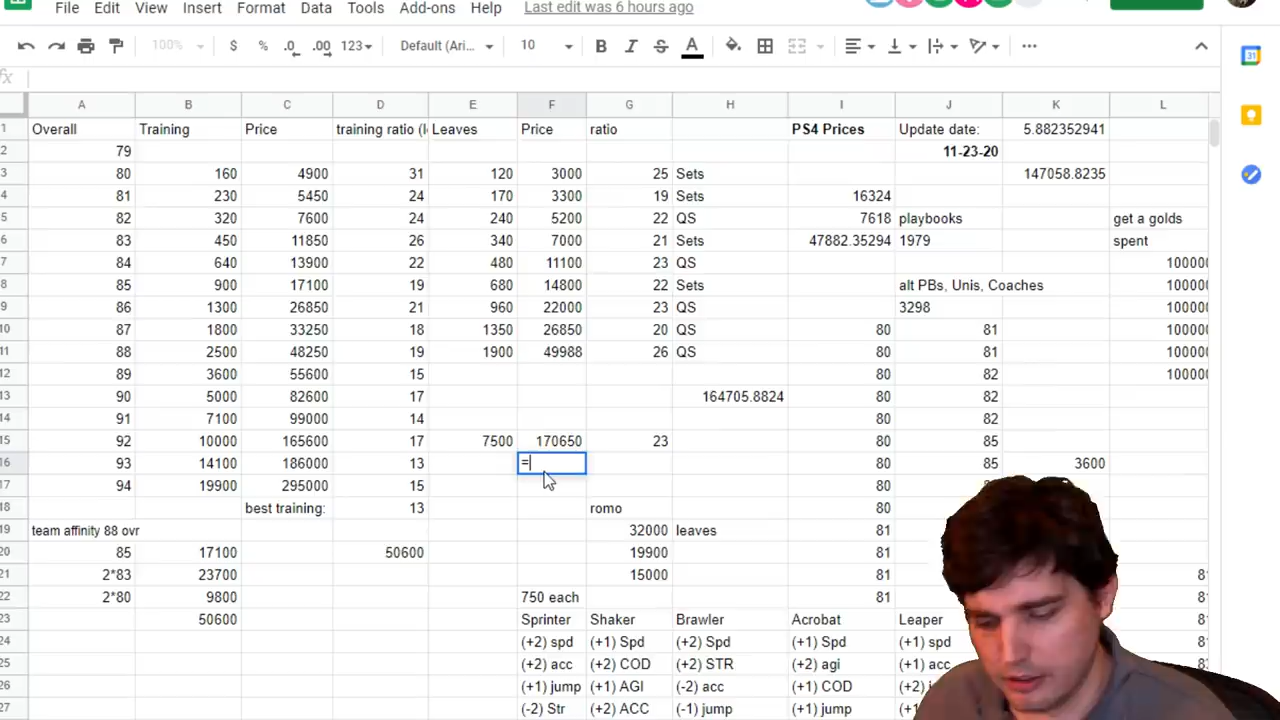 File Edit View Insert Format Data Tools Add-ons Help Last edit was 6 hours ago
100% $ % .0 .00 123 Default (Ari... 10 B I S A
fx
A B C D E F G H I J K L
1 Overall Training Price training ratio (l Leaves Price ratio PS4 Prices Update date: 5.882352941
2 79 11-23-20
3 80 160 4900 31 120 3000 25 Sets 147058.8235
4 81 230 5450 24 170 3300 19 Sets 16324
5 82 320 7600 24 240 5200 22 QS 7618 playbooks get a golds
6 83 450 11850 26 340 7000 21 Sets 47882.35294 1979 spent
7 84 640 13900 22 480 11100 23 QS 100000
8 85 900 17100 19 680 14800 22 Sets alt PBs, Unis, Coaches 100000
9 86 1300 26850 21 960 22000 23 QS 3298 100000
10 87 1800 33250 18 1350 26850 20 QS 80 81 100000
11 88 2500 48250 19 1900 49988 26 QS 80 81 100000
12 89 3600 55600 15 80 82 100000
13 90 5000 82600 17 164705.8824 80 82
14 91 7100 99000 14 80 82
15 92 10000 165600 17 7500 170650 23 80 85
16 93 14100 186000 13 = 80 85 3600
17 94 19900 295000 15 80
18 best training: 13 romo 80
19 team affinity 88 ovr 32000 leaves 81
20 85 17100 50600 19900 81
21 2*83 23700 15000 81
22 2*80 9800 750 each 81
23 50600 Sprinter Shaker Brawler Acrobat Leaper
24 (+2) spd (+1) Spd (+2) Spd (+1) Spd (+1) spd
25 (+2) acc (+2) COD (+2) STR (+2) agi (+1) acc
26 (+1) jump (+1) AGI (-2) acc (+1) COD (+2)
27 (-2) Str (+2) ACC (-1) jump (+1) jump (-2)